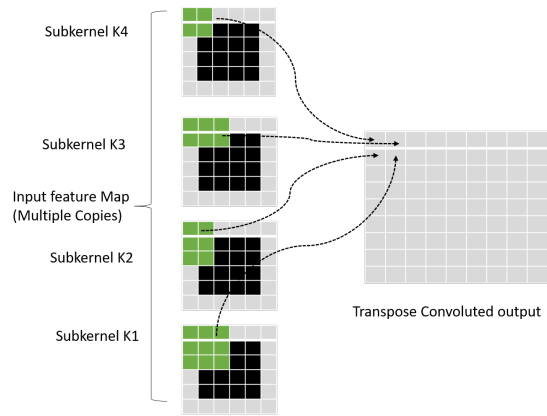 Subkernel K4
Subkernel K3
Input feature Map
(Multiple Copies)
Subkernel K2
Subkernel K1
Transpose Convoluted output